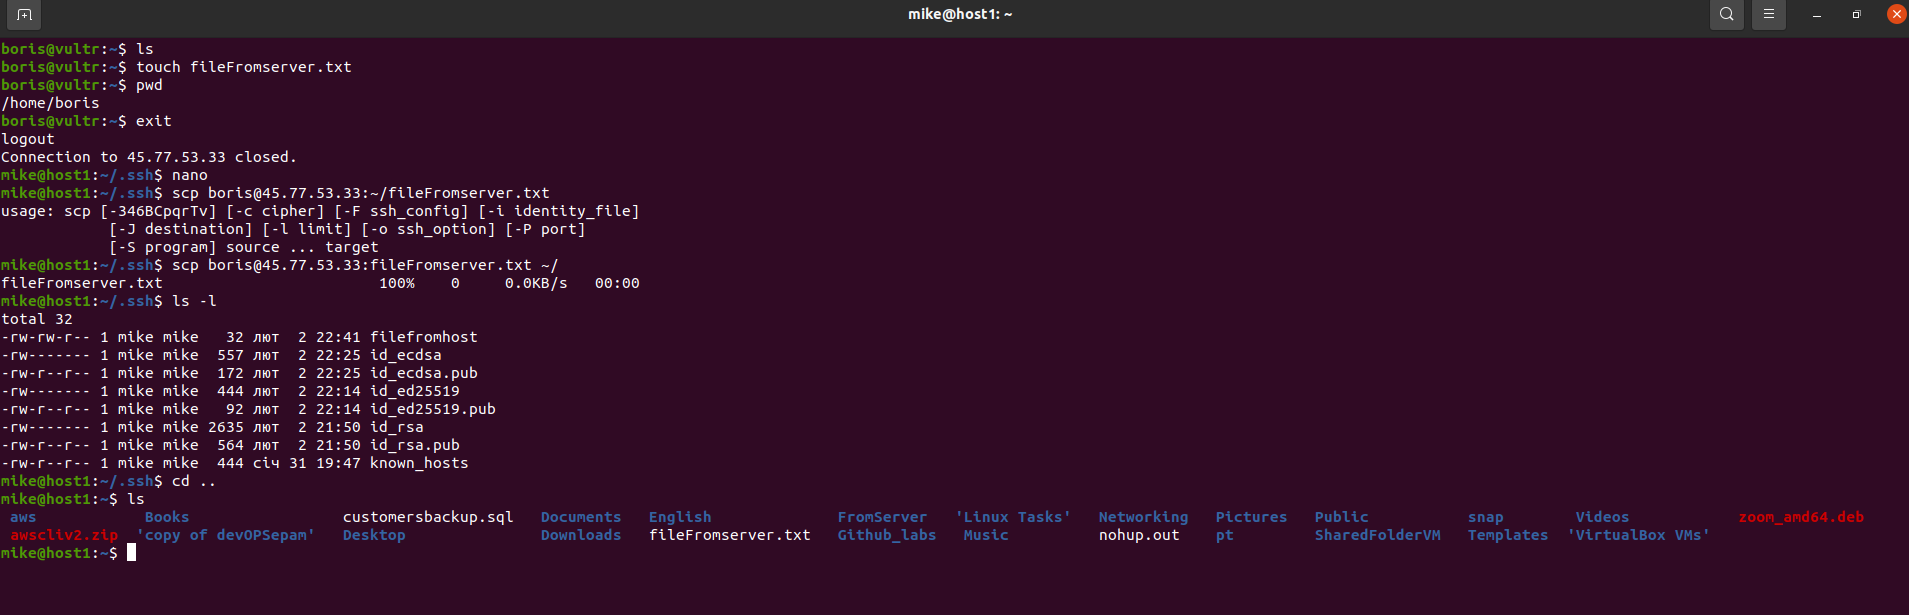 mike@host1: ~
boris@vultr:~$ ls
boris@vultr:~$ touch fileFromserver.txt
boris@vultr:~$ pwd
/home/boris
boris@vultr:~$ exit
logout
Connection to 45.77.53.33 closed.
mike@host1:~/.ssh$ nano
mike@host1:~/.ssh$ scp boris@45.77.53.33:~/fileFromserver.txt
usage: scp [-346BCpqrTv] [-c cipher] [-F ssh_config] [-i identity_file]
            [-J destination] [-l limit] [-o ssh_option] [-P port]
            [-S program] source ... target
mike@host1:~/.ssh$ scp boris@45.77.53.33:fileFromserver.txt ~/
fileFromserver.txt                        100%    0     0.0KB/s   00:00
mike@host1:~/.ssh$ ls -l
total 32
-rw-rw-r-- 1 mike mike   32 лют  2 22:41 filefromhost
-rw------- 1 mike mike  557 лют  2 22:25 id_ecdsa
-rw------- 1 mike mike  172 лют  2 22:25 id_ecdsa.pub
-rw------- 1 mike mike  444 лют  2 22:14 id_ed25519
-rw-r--r-- 1 mike mike   92 лют  2 22:14 id_ed25519.pub
-rw------- 1 mike mike 2635 лют  2 21:50 id_rsa
-rw-r--r-- 1 mike mike  564 лют  2 21:50 id_rsa.pub
-rw-r--r-- 1 mike mike  444 січ 31 19:47 known_hosts
mike@host1:~/.ssh$ cd ..
mike@host1:~$ ls
 aws            Books                 customersbackup.sql   Documents   English              FromServer   'Linux Tasks'   Networking   Pictures   Public           snap        Videos            zoom_amd64.deb
 awscliv2.zip  'copy of devOPSepam'   Desktop               Downloads   fileFromserver.txt   Github_labs   Music          nohup.out    pt         SharedFolderVM   Templates  'VirtualBox VMs'
mike@host1:~$